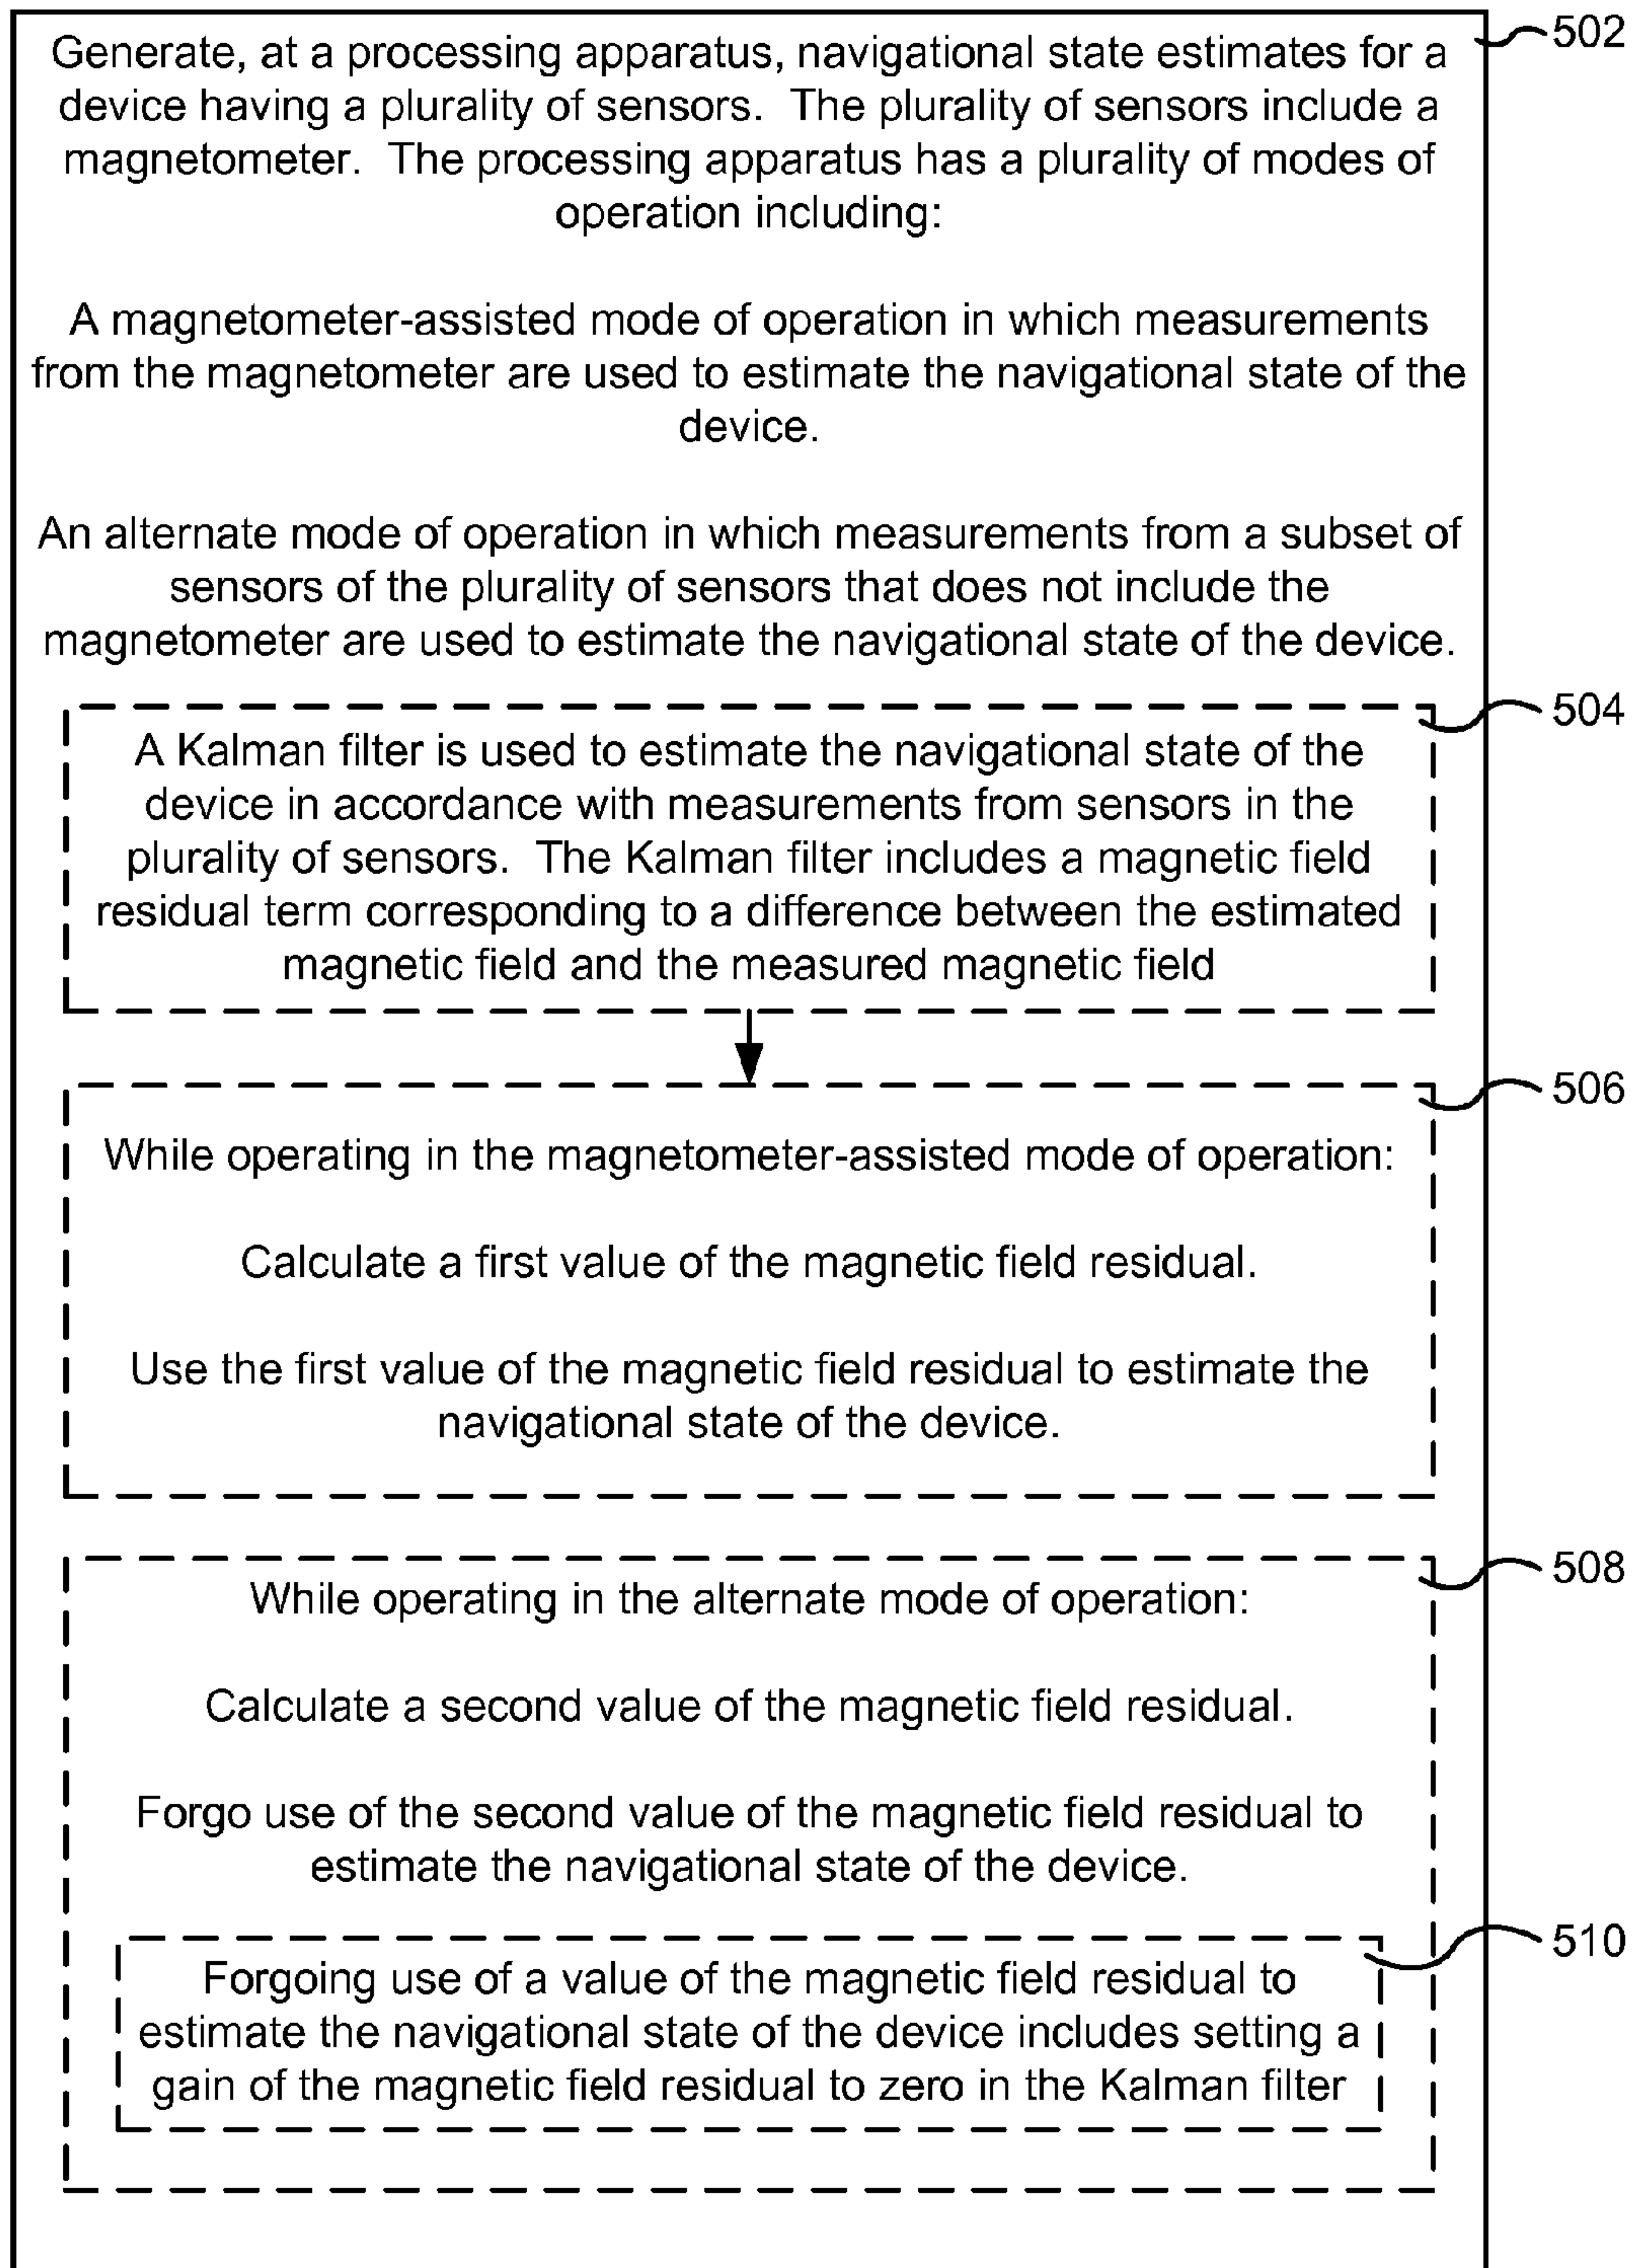 Generate, at a processing apparatus, navigational state estimates for a
device having a plurality of sensors. The plurality of sensors include a
magnetometer. The processing apparatus has a plurality of modes of
operation including:
502
A magnetometer-assisted mode of operation in which measurements
from the magnetometer are used to estimate the navigational state of the
device.
An alternate mode of operation in which measurements from a subset of
sensors of the plurality of sensors that does not include the
magnetometer are used to estimate the navigational state of the device.
504
A Kalman filter is used to estimate the navigational state of the
device in accordance with measurements from sensors in the
plurality of sensors. The Kalman filter includes a magnetic field
residual term corresponding to a difference between the estimated
magnetic field and the measured magnetic field
506
While operating in the magnetometer-assisted mode of operation:
Calculate a first value of the magnetic field residual.
Use the first value of the magnetic field residual to estimate the
navigational state of the device.
508
While operating in the alternate mode of operation:
Calculate a second value of the magnetic field residual.
Forgo use of the second value of the magnetic field residual to
estimate the navigational state of the device.
510
Forgoing use of a value of the magnetic field residual to
estimate the navigational state of the device includes setting a
gain of the magnetic field residual to zero in the Kalman filter